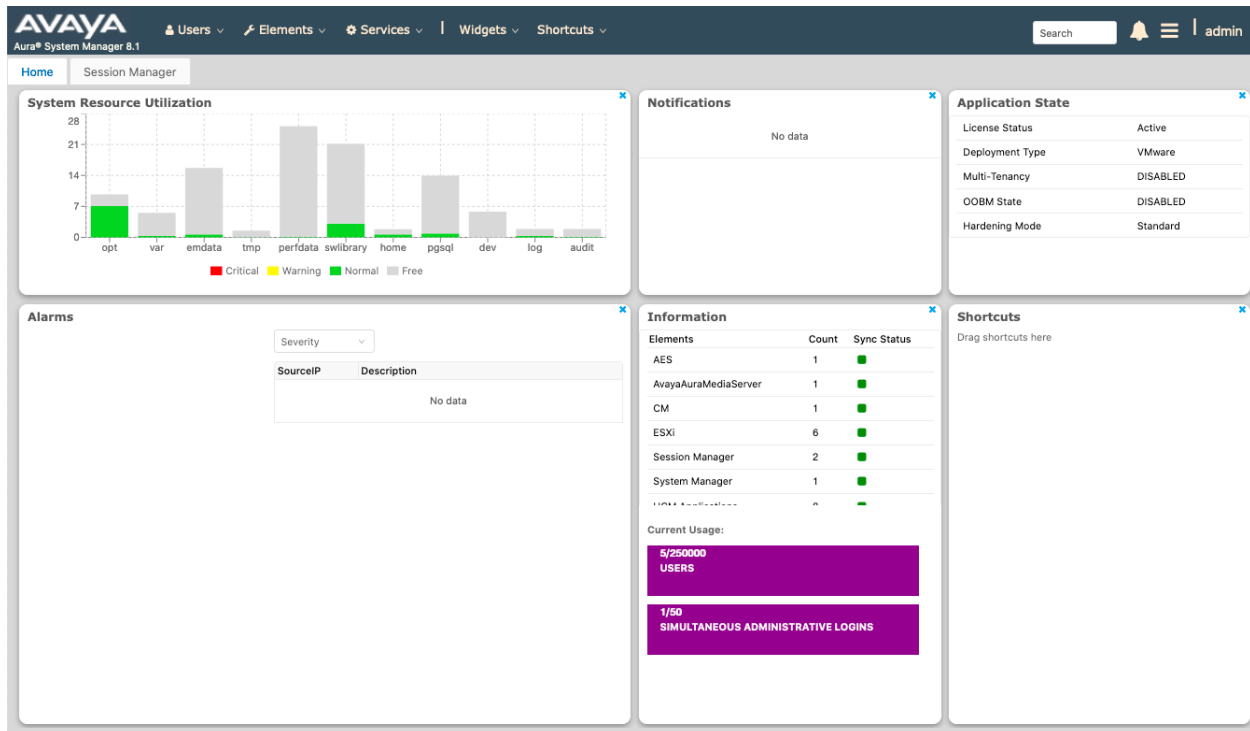 AVAYA
Aura® System Manager 8.1
Users Elements Services | Widgets Shortcuts
Search
admin
Home Session Manager
System Resource Utilization
28
21
14
7
0
opt var emdata tmp perfdata swlibrary home pgsql dev log audit
Critical Warning Normal Free
Notifications
No data
Application State
License Status Active
Deployment Type VMware
Multi-Tenancy DISABLED
OOBM State DISABLED
Hardening Mode Standard
Alarms
Severity
SourceIP Description
No data
Information
Elements Count Sync Status
AES 1
AvayaAuraMediaServer 1
CM 1
ESXi 6
Session Manager 2
System Manager 1
Current Usage:
5/250000
USERS
1/50
SIMULTANEOUS ADMINISTRATIVE LOGINS
Shortcuts
Drag shortcuts here